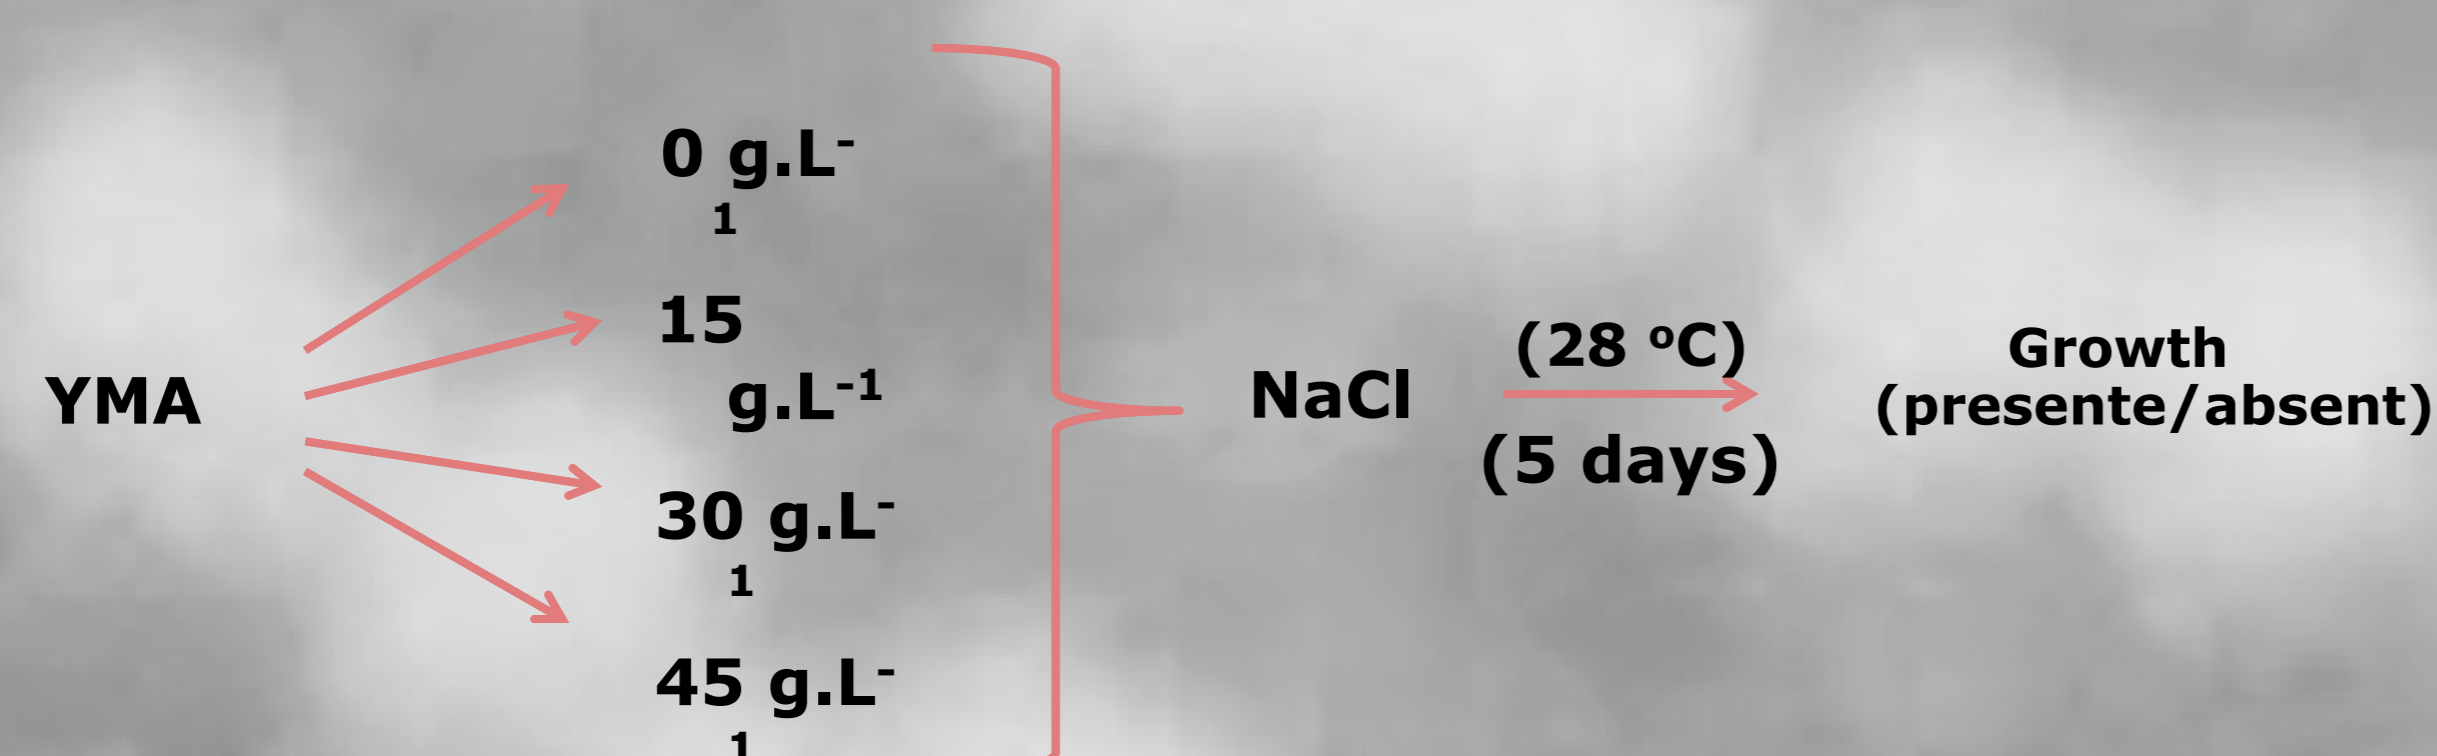 YMA
0 g.L-
1
15
g.L-1
30 g.L-
1
45 g.L-
1
NaCl
(28 ºC)
(5 days)
Growth
(presente/absent)